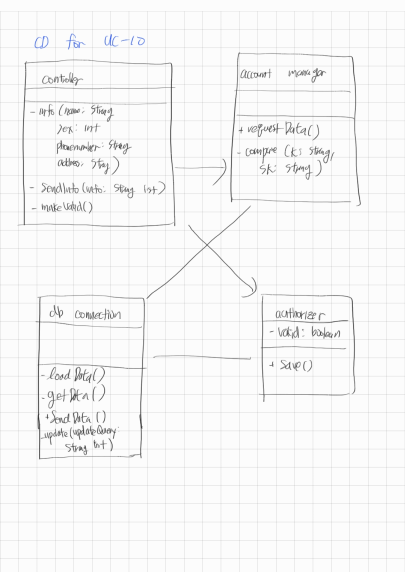 CD for UC-10
controller
- info (name: String
sex: int
phonenumber: String
address: String)
- SendInfo (info: String list)
- makeValid()
account manager
+ requestData()
- compare (k: string,
sk: string)
db connection
- load Data()
- get Data()
+ Send Data ()
- update (updateQuery:
String list)
authorizer
- valid: boolean
+ Save()